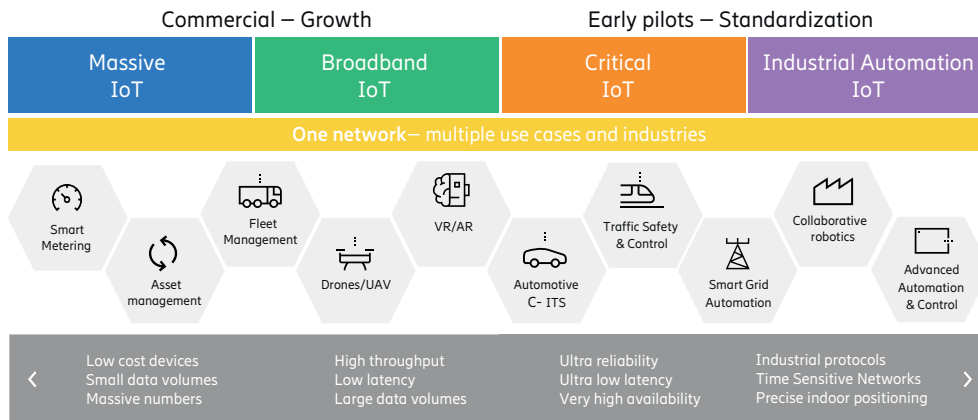 Commercial – Growth
Early pilots – Standardization
Massive
IoT
Broadband
IoT
Critical
IoT
Industrial Automation
IoT
One network– multiple use cases and industries
Smart
Metering
Asset
management
Fleet
Management
Drones/UAV
VR/AR
Automotive
C- ITS
Traffic Safety
& Control
Smart Grid
Automation
Collaborative
robotics
Advanced
Automation
& Control
Low cost devices
Small data volumes
Massive numbers
High throughput
Low latency
Large data volumes
Ultra reliability
Ultra low latency
Very high availability
Industrial protocols
Time Sensitive Networks
Precise indoor positioning